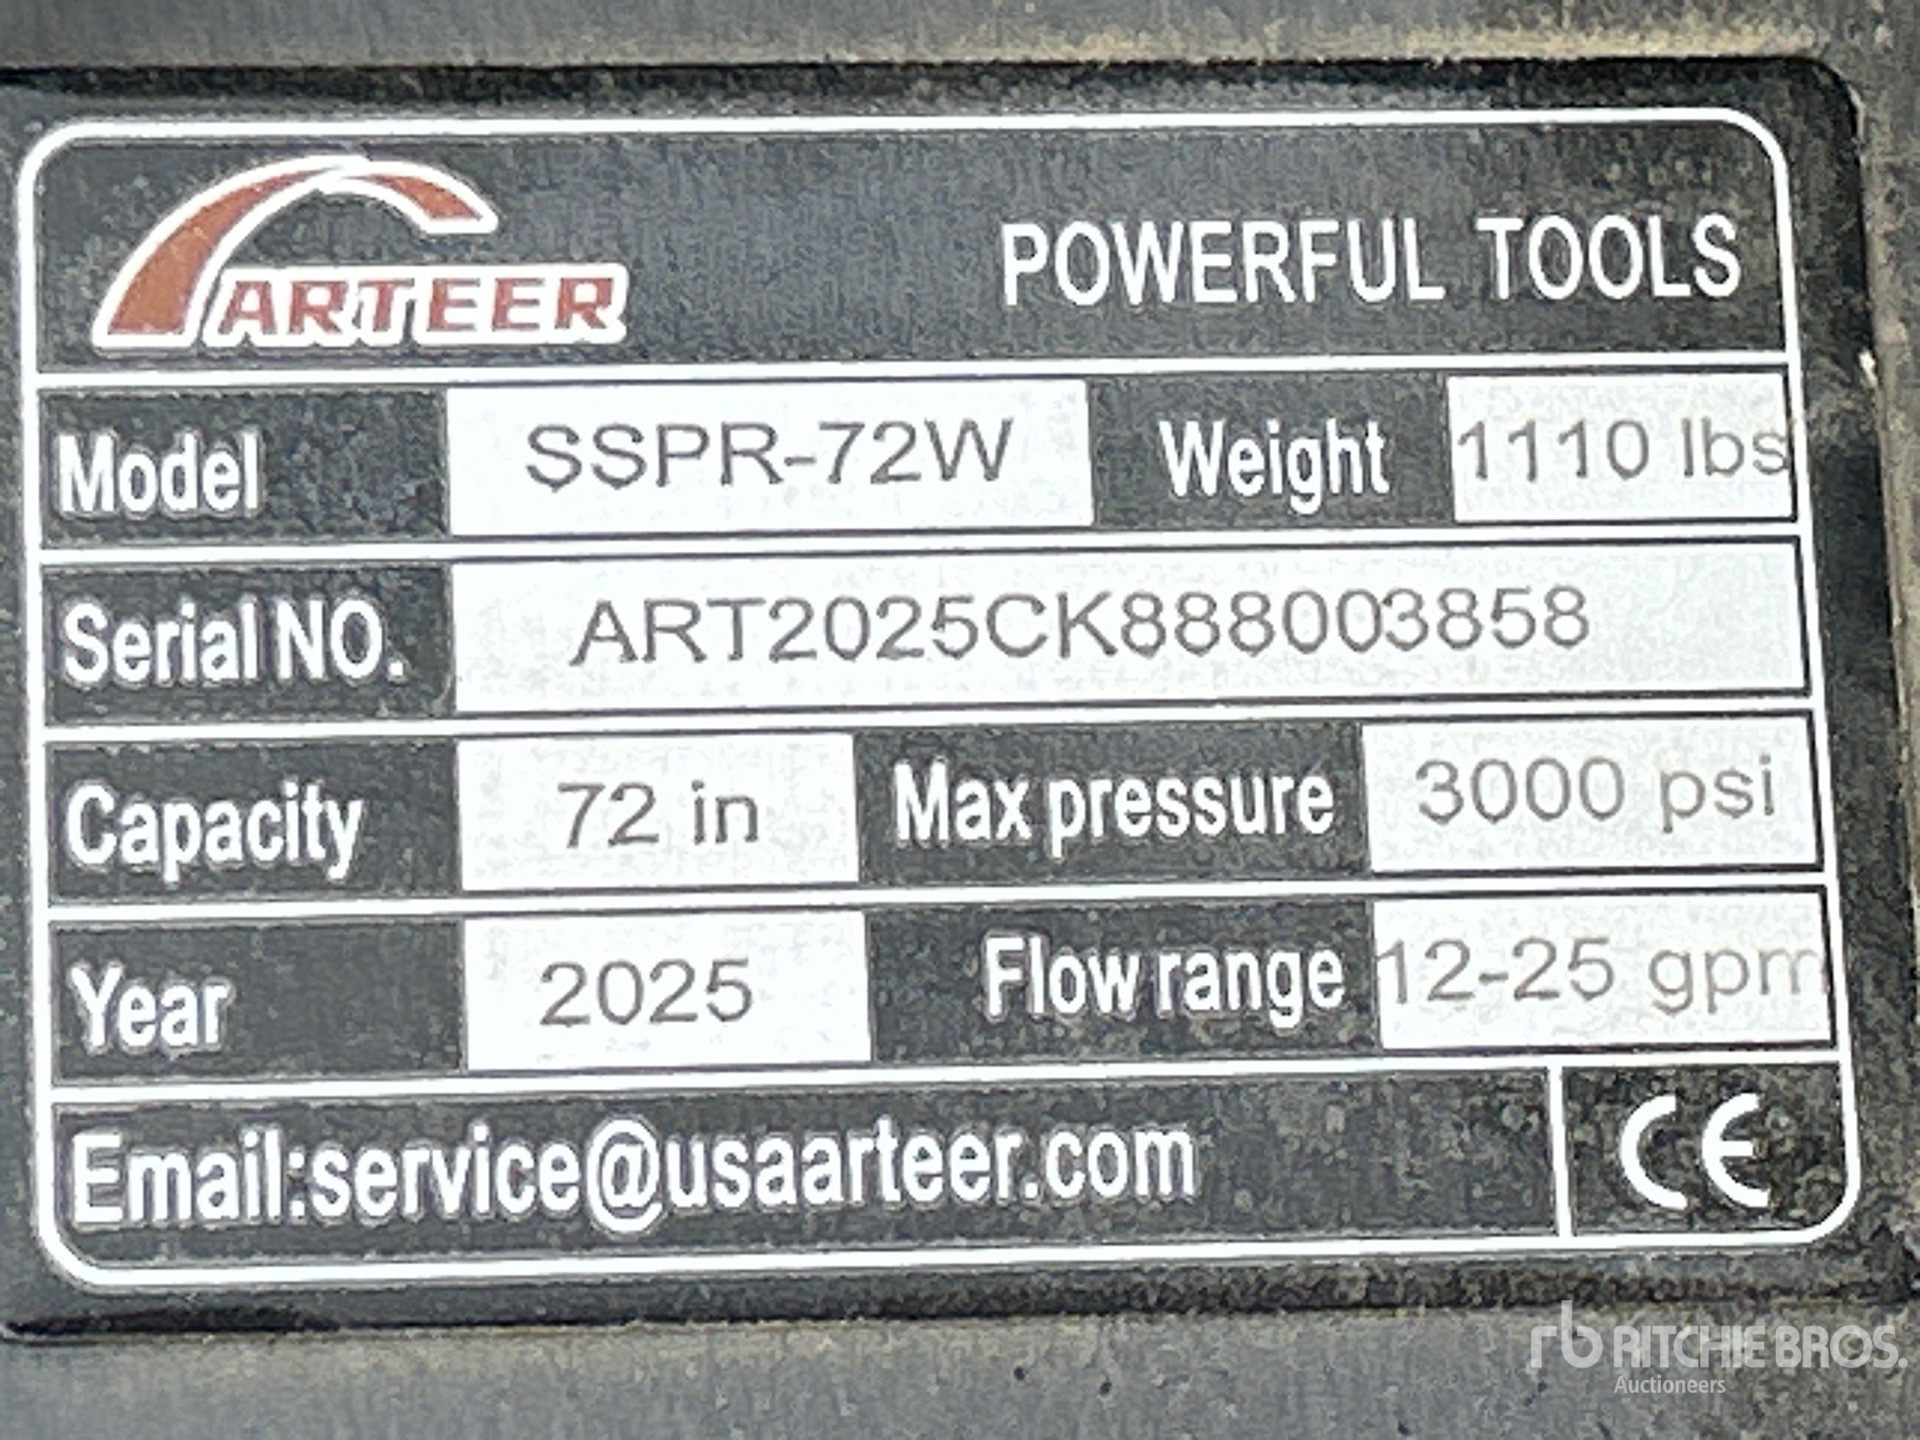 ARTEER
POWERFUL TOOLS
Model SSPR-72W Weight 1110 lbs
Serial NO. ART2025CK888003858
Capacity 72 in Max pressure 3000 psi
Year 2025 Flow range 12-25 gpm
Email:service@usaarteer.com CE
rb RITCHIE BROS.
Auctioneers